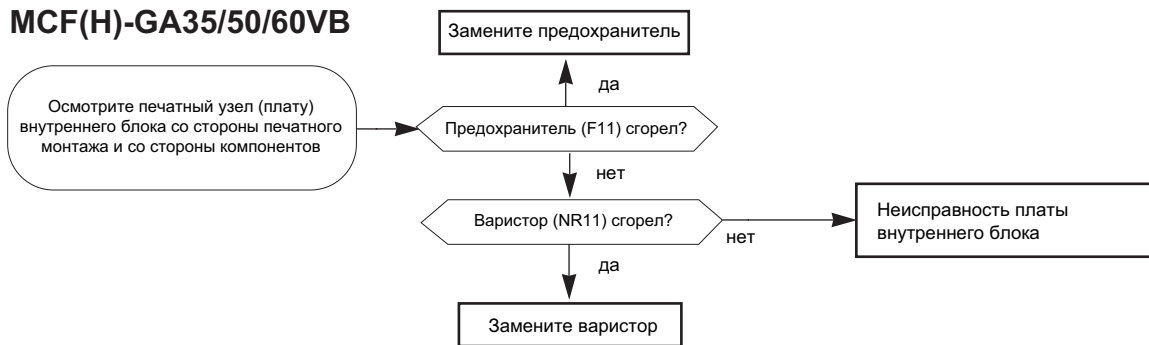 MCF(H)-GA35/50/60VB
Замените предохранитель
да
Осмотрите печатный узел (плату)
внутреннего блока со стороны печатного
монтажа и со стороны компонентов
Предохранитель (F11) сгорел?
нет
Варистор (NR11) сгорел?
нет
Неисправность платы
внутреннего блока
да
Замените варистор